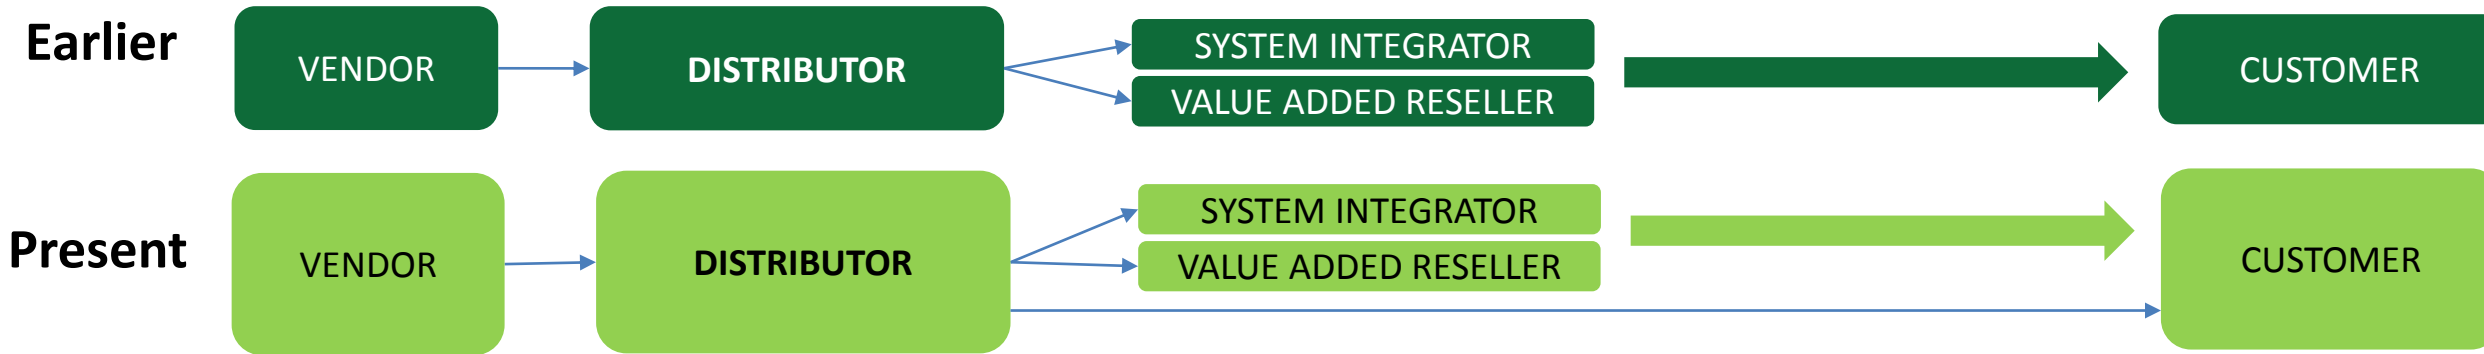 Earlier
VENDOR
DISTRIBUTOR
SYSTEM INTEGRATOR
VALUE ADDED RESELLER
CUSTOMER
Present
VENDOR
DISTRIBUTOR
SYSTEM INTEGRATOR
VALUE ADDED RESELLER
CUSTOMER